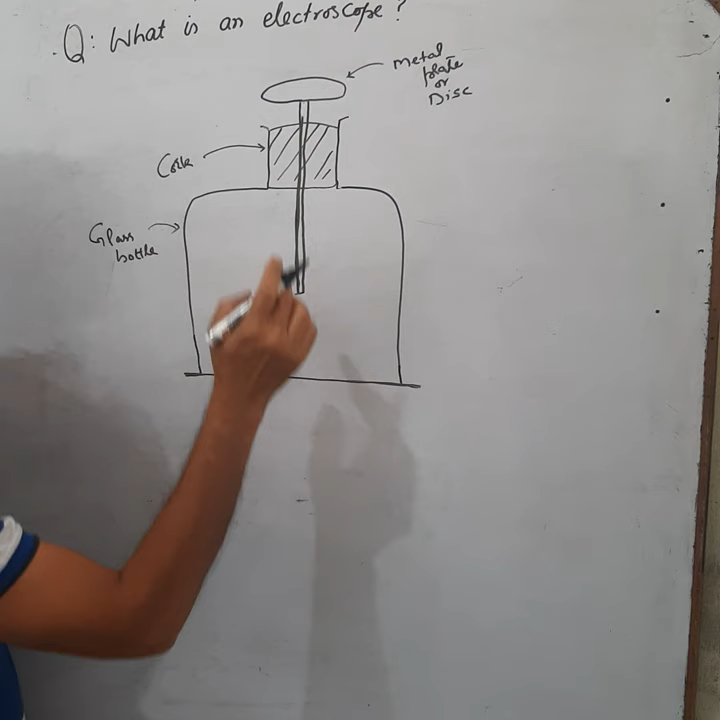 Q: What is an electroscope?
Metal
plate
or
Disc
Cork
Glass
bottle